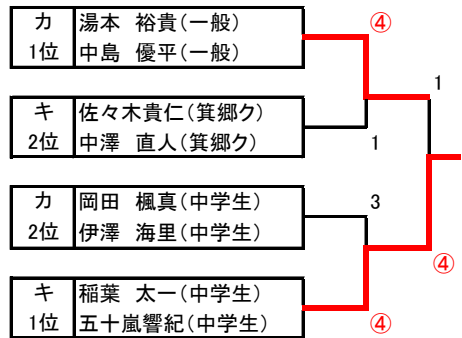 カ 湯本 裕貴(一般)
1位 中島 優平(一般)
④
1
キ 佐々木貴仁(箕郷ク)
2位 中澤 直人(箕郷ク)
1
カ 岡田 楓真(中学生)
2位 伊澤 海里(中学生)
3
④
キ 稲葉 太一(中学生)
1位 五十嵐響紀(中学生)
④